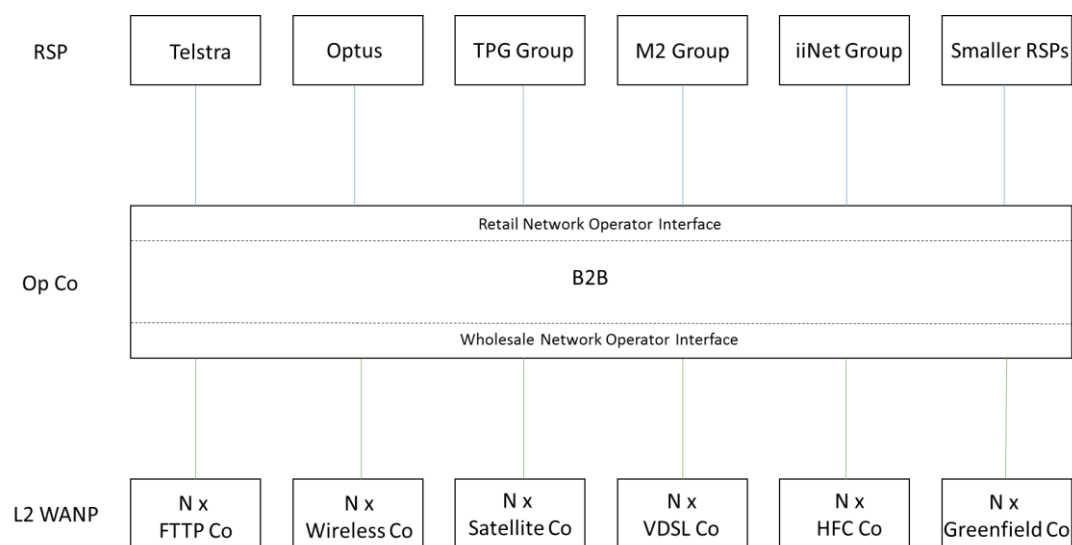 RSP
Telstra
Optus
TPG Group
M2 Group
iiNet Group
Smaller RSPs
Retail Network Operator Interface
Op Co
B2B
Wholesale Network Operator Interface
L2 WANP
N x
FTTP Co
N x
Wireless Co
N x
Satellite Co
N x
VDSL Co
N x
HFC Co
N x
Greenfield Co